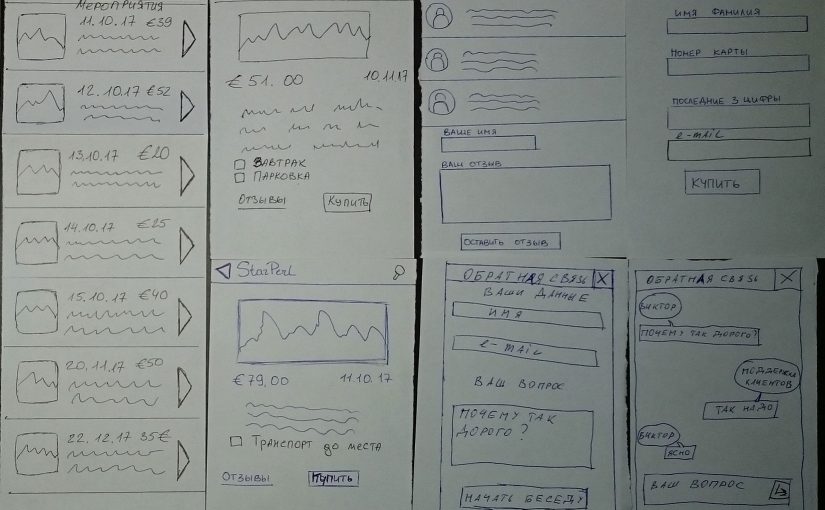 МЕРОПРИЯТИЯ
11.10.17 €39
12.10.17 €52
13.10.17 €20
14.10.17 €25
15.10.17 €40
20.11.17 €50
22.12.17 35€
€51.00
10.11.17
ЗАВТРАК
ПАРКОВКА
ОТЗЫВЫ
КУПИТЬ
StarPerl
€79,00
11.10.17
ТРАНСПОРТ ДО МЕСТА
ОТЗЫВЫ
КУПИТЬ
ВАШЕ ИМЯ
ВАШ ОТЗЫВ
ОСТАВИТЬ ОТЗЫВ
ИМЯ ФАМИЛИЯ
НОМЕР КАРТЫ
ПОСЛЕДНИЕ 3 ЦИФРЫ
e-mail
КУПИТЬ
ОБРАТНАЯ СВЯЗЬ
ВАШИ ДАННЫЕ
ИМЯ
e-mail
ВАШ ВОПРОС
ПОЧЕМУ ТАК
ДОРОГО?
НАЧАТЬ БЕСЕДУ
ОБРАТНАЯ СВЯЗЬ
ВИКТОР
ПОЧЕМУ ТАК ДОРОГО?
ПОДДЕРЖКА
КЛИЕНТОВ
ТАК НАДО
ВИКТОР
ЯСНО
ВАШ ВОПРОС